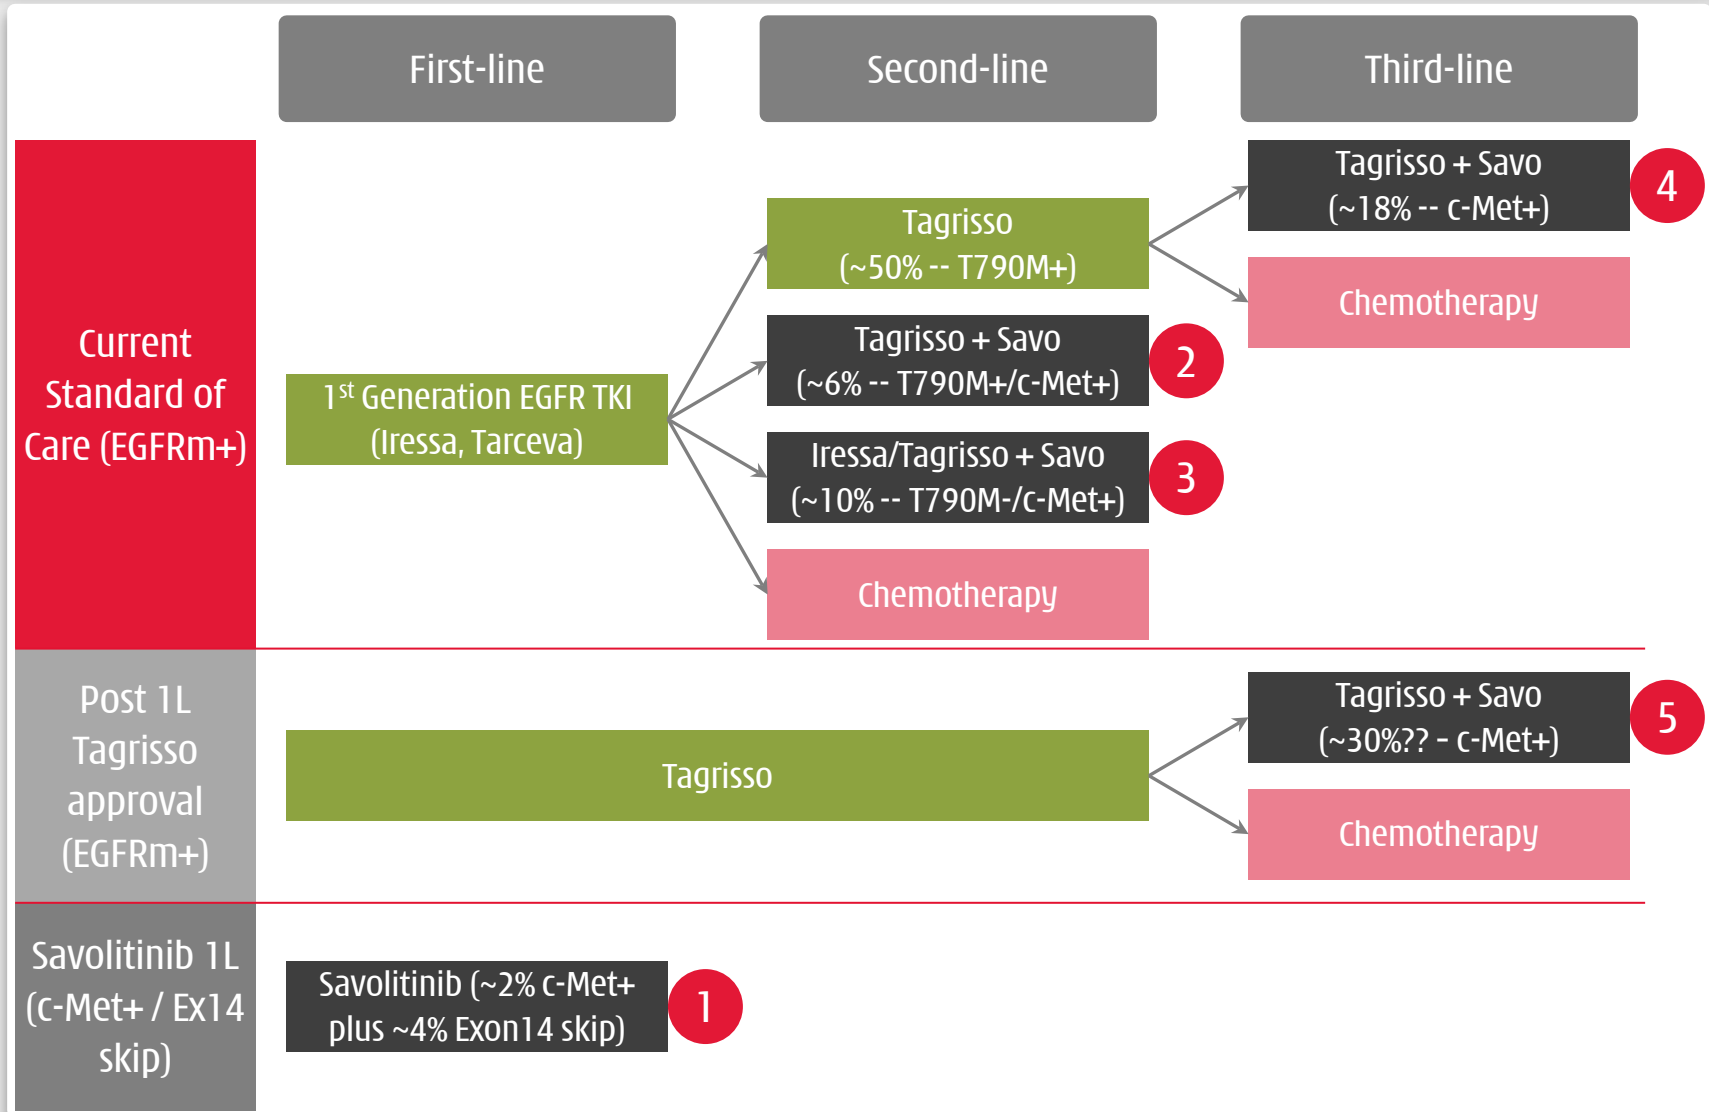 First-line
Second-line
Third-line
Current
Standard of
Care (EGFRm+)
1st Generation EGFR TKI
(Iressa, Tarceva)
Tagrisso
(~50% -- T790M+)
Tagrisso + Savo
(~6% -- T790M+/c-Met+)
2
Iressa/Tagrisso + Savo
(~10% -- T790M-/c-Met+)
3
Chemotherapy
Tagrisso + Savo
(~18% -- c-Met+)
4
Chemotherapy
Post 1L
Tagrisso
approval
(EGFRm+)
Tagrisso
Tagrisso + Savo
(~30%?? – c-Met+)
5
Chemotherapy
Savolitinib 1L
(c-Met+ / Ex14
skip)
Savolitinib (~2% c-Met+
plus ~4% Exon14 skip)
1